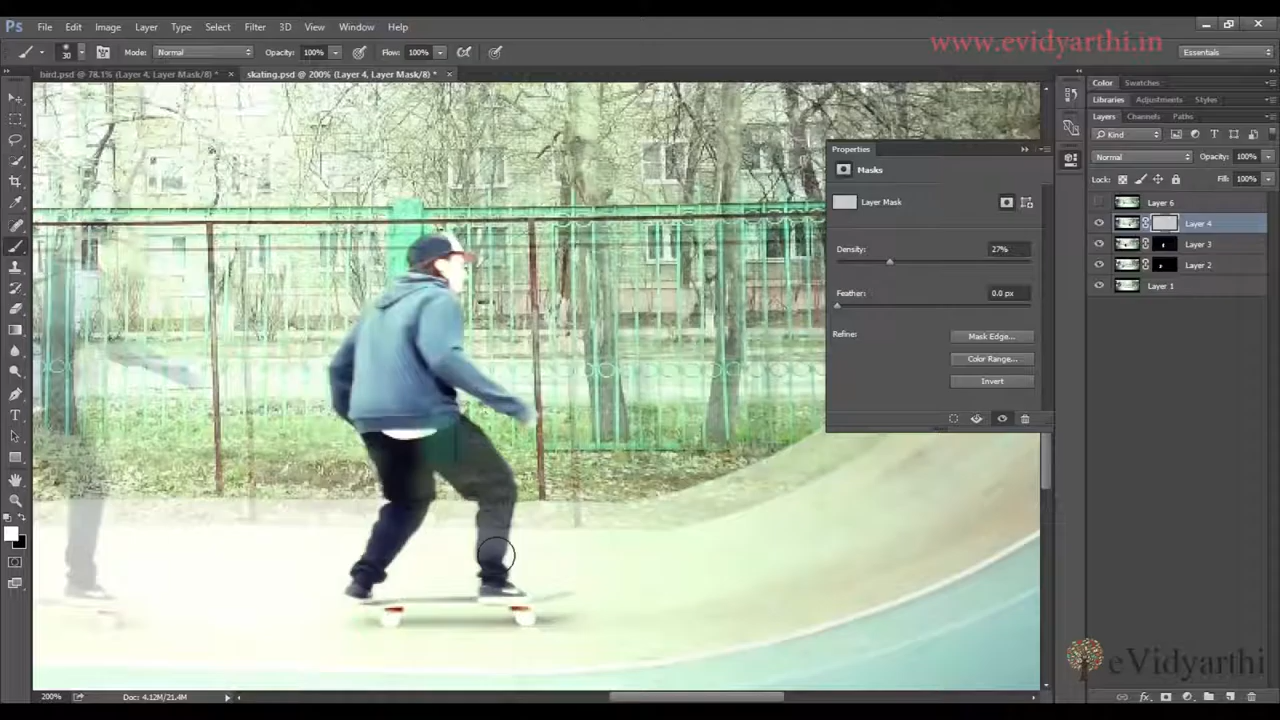 Ps File Edit Image Layer Type Select Filter 3D View Window Help
www.evidyarthi.in
30 Mode: Normal Opacity: 100% Flow: 100% Essentials
bird.psd @ 78.1% (Layer 4, Layer Mask/8) * × skating.psd @ 200% (Layer 4, Layer Mask/8) * ×
Color Swatches
Libraries Adjustments Styles
Layers Channels Paths
Kind
Normal Opacity: 100%
Lock: Fill: 100%
Layer 6
Layer 4
Layer 3
Layer 2
Layer 1
Properties
Masks
Layer Mask
Density: 27%
Feather: 0.0 px
Refine: Mask Edge...
Color Range...
Invert
eVidyarthi
200% Doc: 4.12M/21.4M